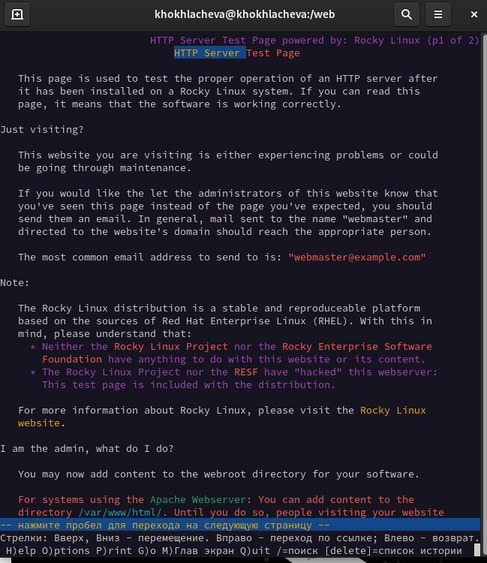 khokhlacheva@khokhlacheva:/web
HTTP Server Test Page powered by: Rocky Linux (p1 of 2)
HTTP Server Test Page
This page is used to test the proper operation of an HTTP server after
it has been installed on a Rocky Linux system. If you can read this
page, it means that the software is working correctly.
Just visiting?
This website you are visiting is either experiencing problems or could
be going through maintenance.
If you would like the let the administrators of this website know that
you've seen this page instead of the page you've expected, you should
send them an email. In general, mail sent to the name "webmaster" and
directed to the website's domain should reach the appropriate person.
The most common email address to send to is: "webmaster@example.com"
Note:
The Rocky Linux distribution is a stable and reproduceable platform
based on the sources of Red Hat Enterprise Linux (RHEL). With this in
mind, please understand that:
* Neither the Rocky Linux Project nor the Rocky Enterprise Software
Foundation have anything to do with this website or its content.
* The Rocky Linux Project nor the RESF have "hacked" this webserver:
This test page is included with the distribution.
For more information about Rocky Linux, please visit the Rocky Linux
website.
I am the admin, what do I do?
You may now add content to the webroot directory for your software.
For systems using the Apache Webserver: You can add content to the
directory /var/www/html/. Until you do so, people visiting your website
-- нажмите пробел для перехода на следующую страницу --
Стрелки: Вверх, Вниз - перемещение. Вправо - переход по ссылке; Влево - возврат.
H)elp O)ptions P)rint G)o M)Глав экран Q)uit /=поиск [delete]=список истории